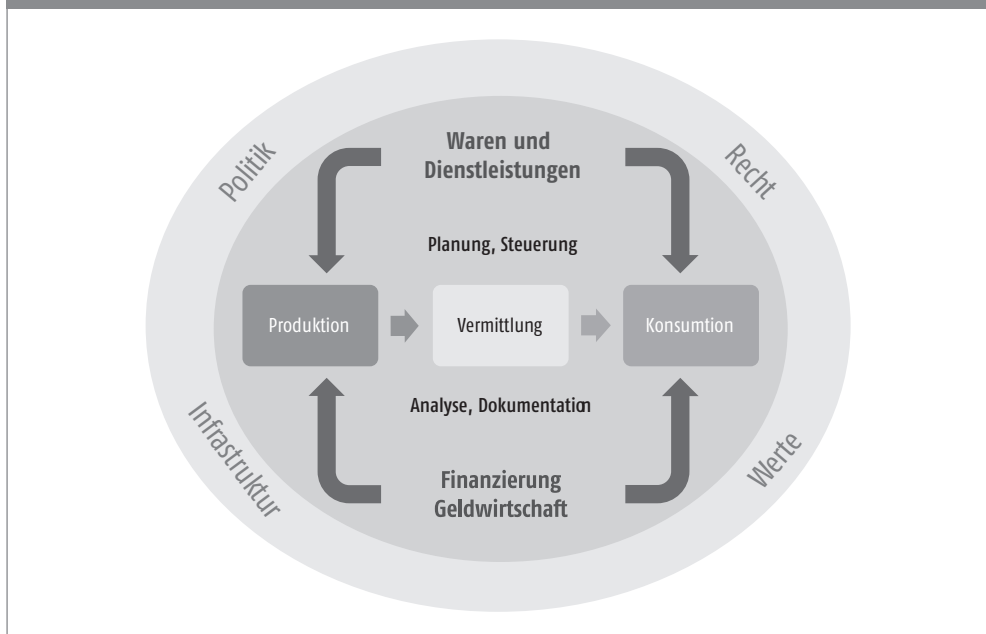 Politik
Recht
Waren und
Dienstleistungen
Planung, Steuerung
Produktion
Vermittlung
Konsumtion
Analyse, Dokumentation
Infrastruktur
Werte
Finanzierung
Geldwirtschaft